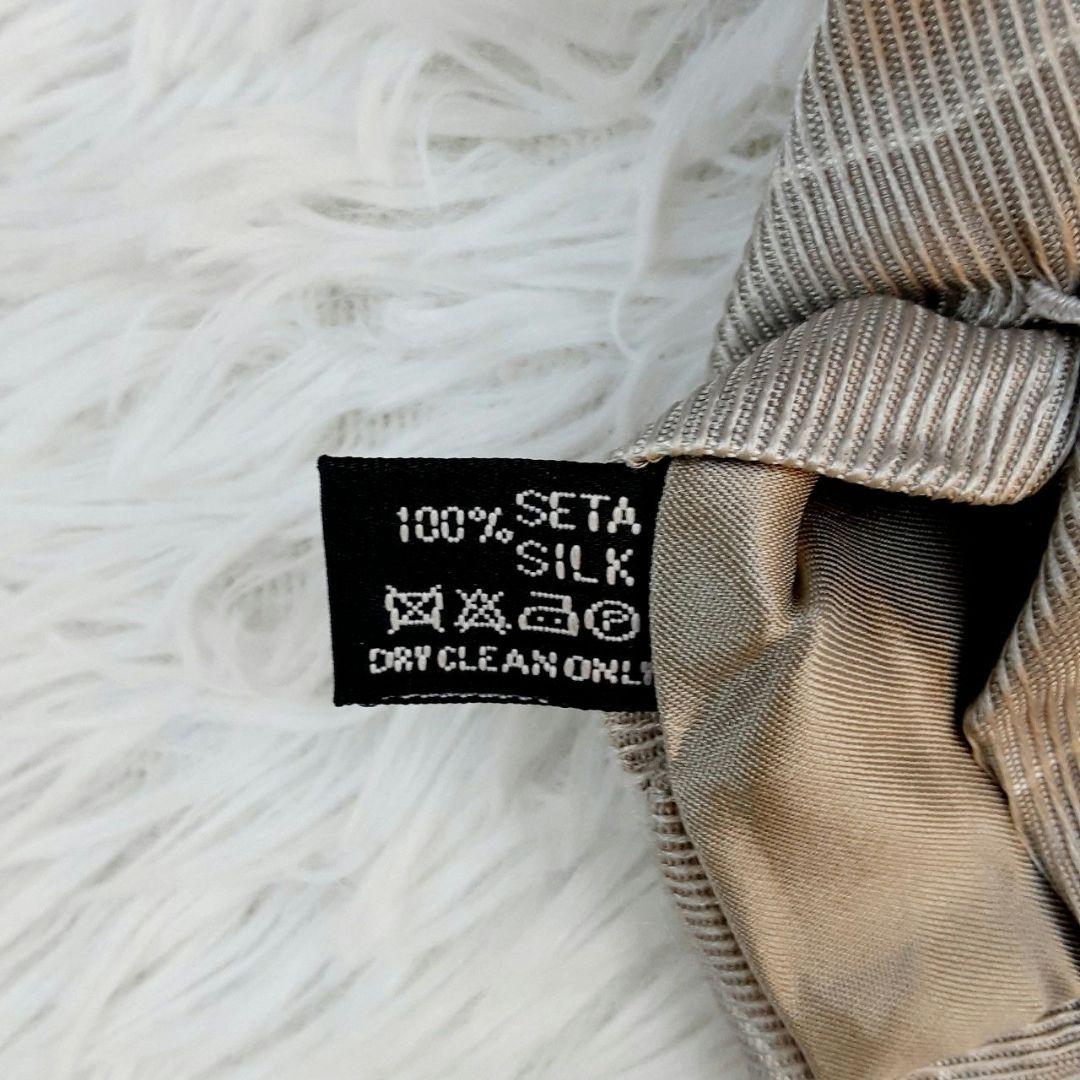 100% SETA
SILK
P
DRY CLEAN ONLY